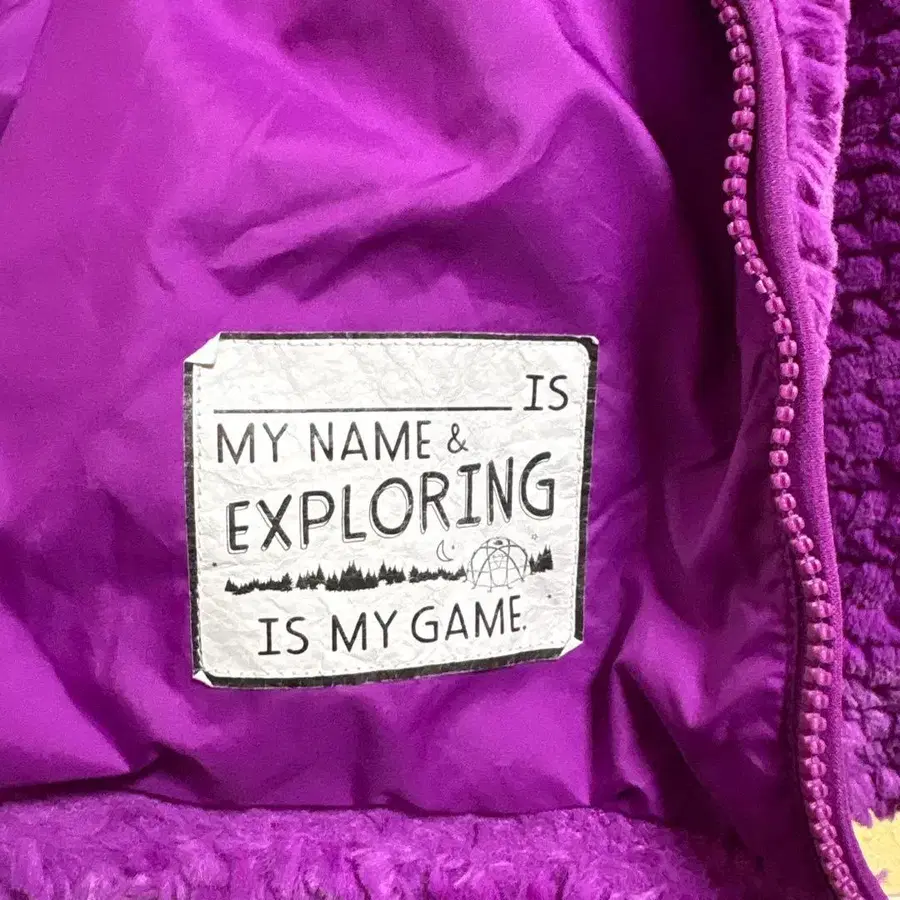 IS
MY NAME &
EXPLORING
IS MY GAME.